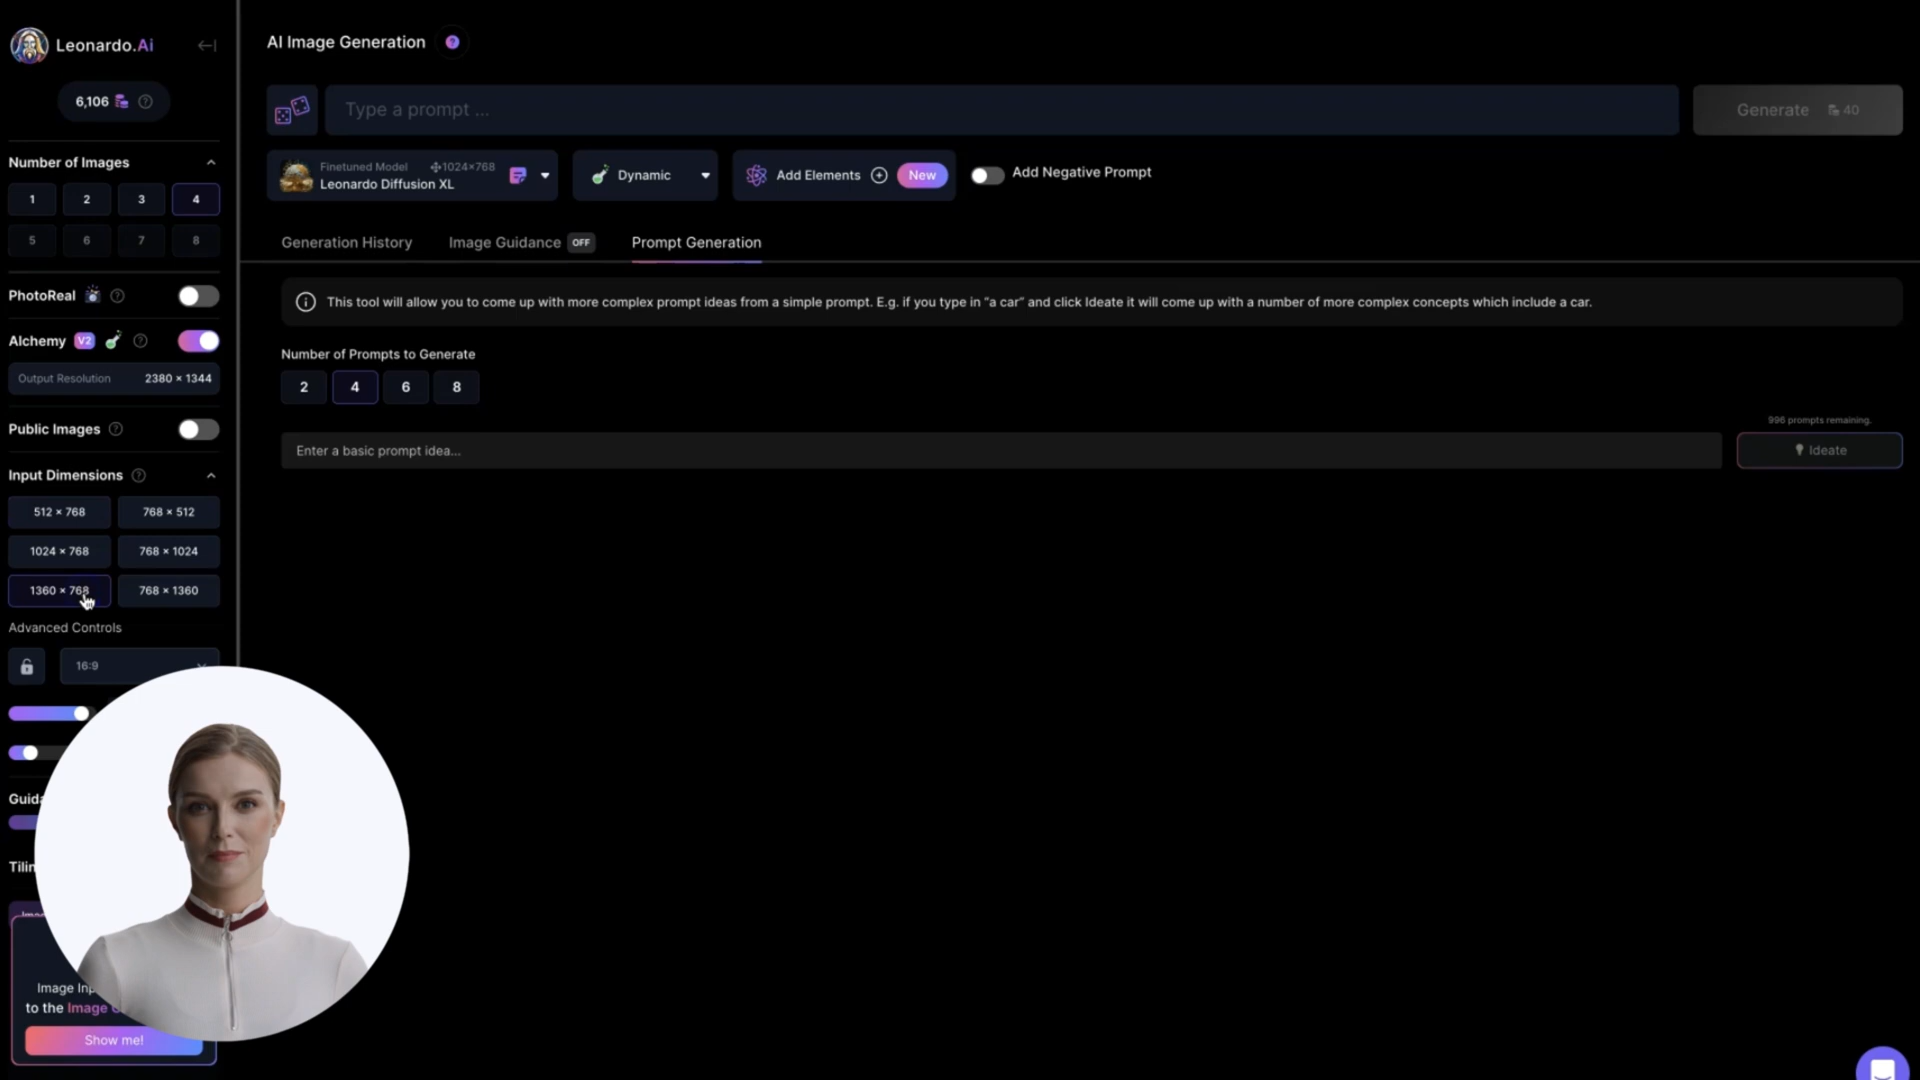 Leonardo.Ai
6,106
Number of Images
1 2 3 4
5 6 7 8
PhotoReal
Alchemy V2
Output Resolution 2380 × 1344
Public Images
Input Dimensions
512 × 768 768 × 512
1024 × 768 768 × 1024
1360 × 768 768 × 1360
Advanced Controls
16:9
Image
to the Image
Show me!
AI Image Generation
Type a prompt ...
Generate 40
Finetuned Model 1024×768
Leonardo Diffusion XL
Dynamic
Add Elements New
Add Negative Prompt
Generation History Image Guidance OFF Prompt Generation
This tool will allow you to come up with more complex prompt ideas from a simple prompt. E.g. if you type in “a car” and click Ideate it will come up with a number of more complex concepts which include a car.
Number of Prompts to Generate
2 4 6 8
996 prompts remaining.
Enter a basic prompt idea...
Ideate